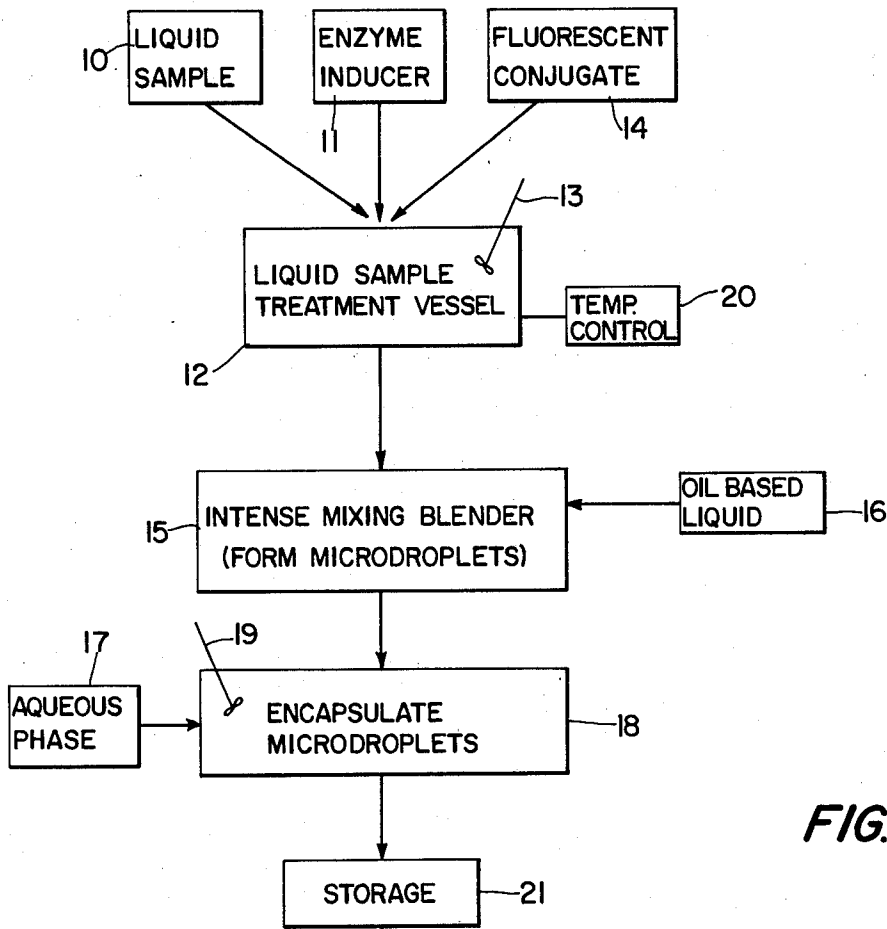 10
LIQUID
SAMPLE
ENZYME
INDUCER
11
FLUORESCENT
CONJUGATE
14
13
LIQUID SAMPLE
TREATMENT VESSEL
12
TEMP.
CONTROL
20
15
INTENSE MIXING BLENDER
(FORM MICRODROPLETS)
OIL BASED
LIQUID
16
17
19
AQUEOUS
PHASE
ENCAPSULATE
MICRODROPLETS
18
FIG.
STORAGE
21